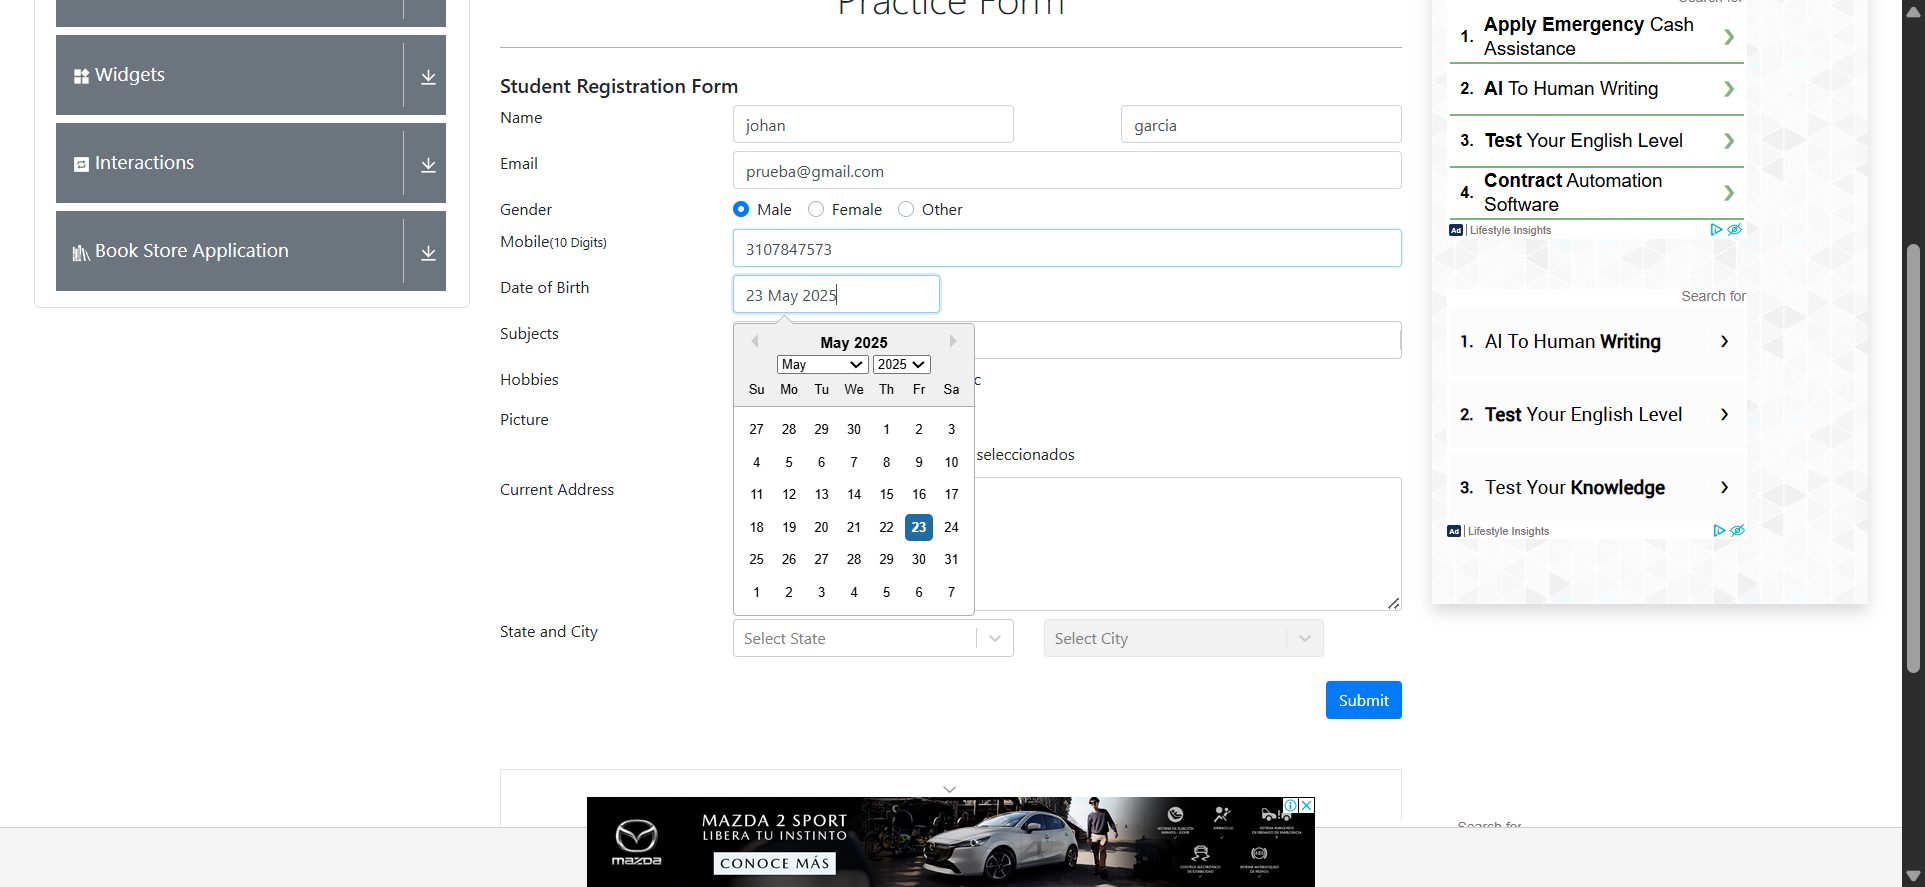 Practice Form
Widgets
Interactions
Book Store Application
Student Registration Form
Name
johan
garcia
Email
prueba@gmail.com
Gender
Male
Female
Other
Mobile(10 Digits)
3107847573
Date of Birth
23 May 2025
Subjects
May 2025
May
2025
Su Mo Tu We Th Fr Sa
27 28 29 30 1 2 3
4 5 6 7 8 9 10
11 12 13 14 15 16 17
18 19 20 21 22 23 24
25 26 27 28 29 30 31
1 2 3 4 5 6 7
Hobbies
c
Picture
seleccionados
Current Address
State and City
Select State
Select City
Submit
Search for
1. Apply Emergency Cash
Assistance
2. AI To Human Writing
3. Test Your English Level
4. Contract Automation
Software
Ad Lifestyle Insights
Search for
1. AI To Human Writing
2. Test Your English Level
3. Test Your Knowledge
Ad Lifestyle Insights
Search for
mazda
MAZDA 2 SPORT
LIBERA TU INSTINTO
CONOCE MÁS